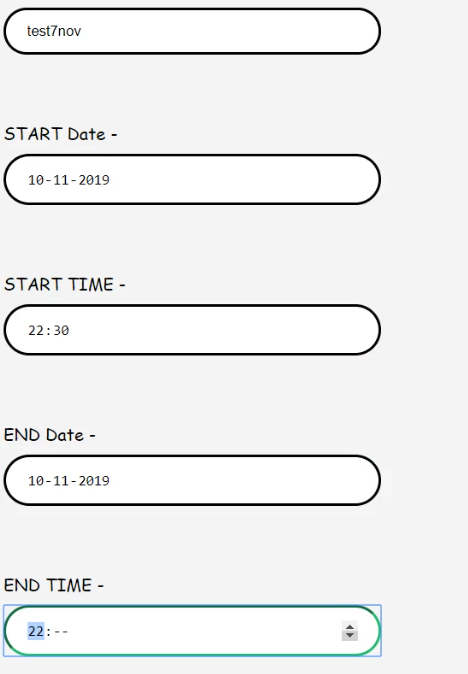 test7nov
START Date -
10-11-2019
START TIME -
22:30
END Date -
10-11-2019
END TIME -
22:--